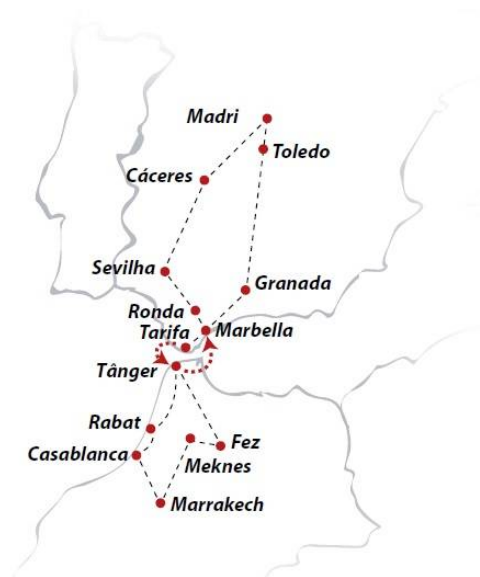 Madri
Toledo
Cáceres
Sevilha
Granada
Ronda
Tarifa
Marbella
Tânger
Rabat
Fez
Casablanca
Meknes
Marrakech